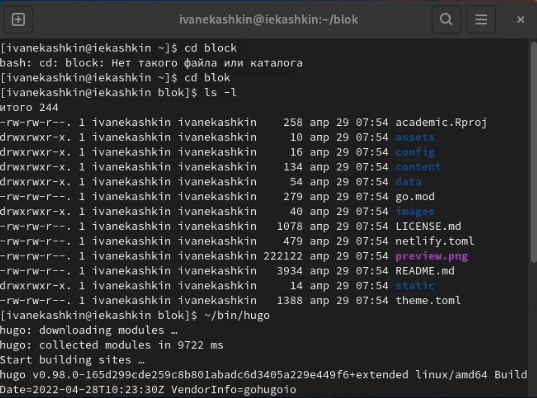 ivanekashkin@iekashkin:~/blok
[ivanekashkin@iekashkin ~]$ cd block
bash: cd: block: Нет такого файла или каталога
[ivanekashkin@iekashkin ~]$ cd blok
[ivanekashkin@iekashkin blok]$ ls -l
итого 244
-rw-rw-r--. 1 ivanekashkin ivanekashkin    258 апр 29 07:54 academic.Rproj
drwxrwxr-x. 1 ivanekashkin ivanekashkin     10 апр 29 07:54 assets
drwxrwxr-x. 1 ivanekashkin ivanekashkin     16 апр 29 07:54 config
drwxrwxr-x. 1 ivanekashkin ivanekashkin    134 апр 29 07:54 content
drwxrwxr-x. 1 ivanekashkin ivanekashkin     54 апр 29 07:54 data
-rw-rw-r--. 1 ivanekashkin ivanekashkin    279 апр 29 07:54 go.mod
drwxrwxr-x. 1 ivanekashkin ivanekashkin     40 апр 29 07:54 images
-rw-rw-r--. 1 ivanekashkin ivanekashkin   1078 апр 29 07:54 LICENSE.md
-rw-rw-r--. 1 ivanekashkin ivanekashkin    479 апр 29 07:54 netlify.toml
-rw-rw-r--. 1 ivanekashkin ivanekashkin 222122 апр 29 07:54 preview.png
-rw-rw-r--. 1 ivanekashkin ivanekashkin   3934 апр 29 07:54 README.md
drwxrwxr-x. 1 ivanekashkin ivanekashkin     14 апр 29 07:54 static
-rw-rw-r--. 1 ivanekashkin ivanekashkin   1388 апр 29 07:54 theme.toml
[ivanekashkin@iekashkin blok]$ ~/bin/hugo
hugo: downloading modules …
hugo: collected modules in 9722 ms
Start building sites …
hugo v0.98.0-165d299cde259c8b801abadc6d3405a229e449f6+extended linux/amd64 Build
Date=2022-04-28T10:23:30Z VendorInfo=gohugoio